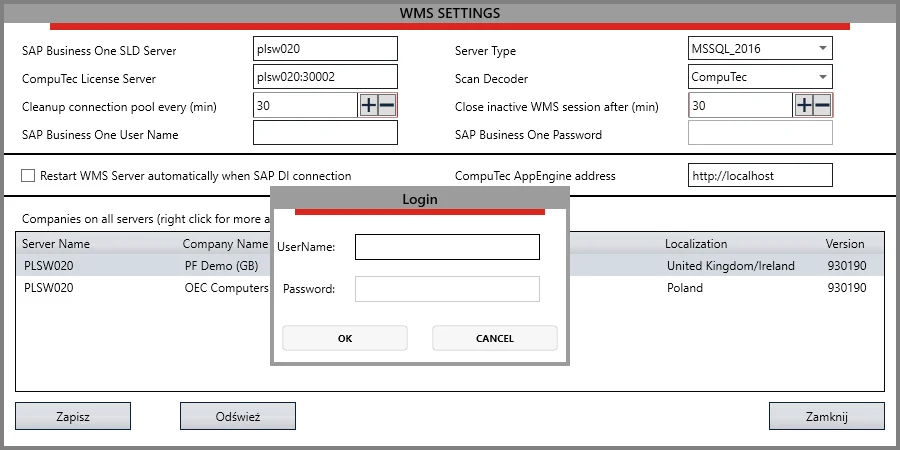 WMS SETTINGS
SAP Business One SLD Server plsw020 Server Type MSSQL_2016
CompuTec License Server plsw020:30002 Scan Decoder CompuTec
Cleanup connection pool every (min) 30 Close inactive WMS session after (min) 30
SAP Business One User Name SAP Business One Password
Restart WMS Server automatically when SAP DI connection CompuTec AppEngine address http://localhost
Login
Companies on all servers (right click for more a
Server Name Company Name Localization Version
UserName:
PLSW020 PF Demo (GB) United Kingdom/Ireland 930190
PLSW020 OEC Computers Poland 930190
Password:
OK CANCEL
Zapisz Odśwież Zamknij